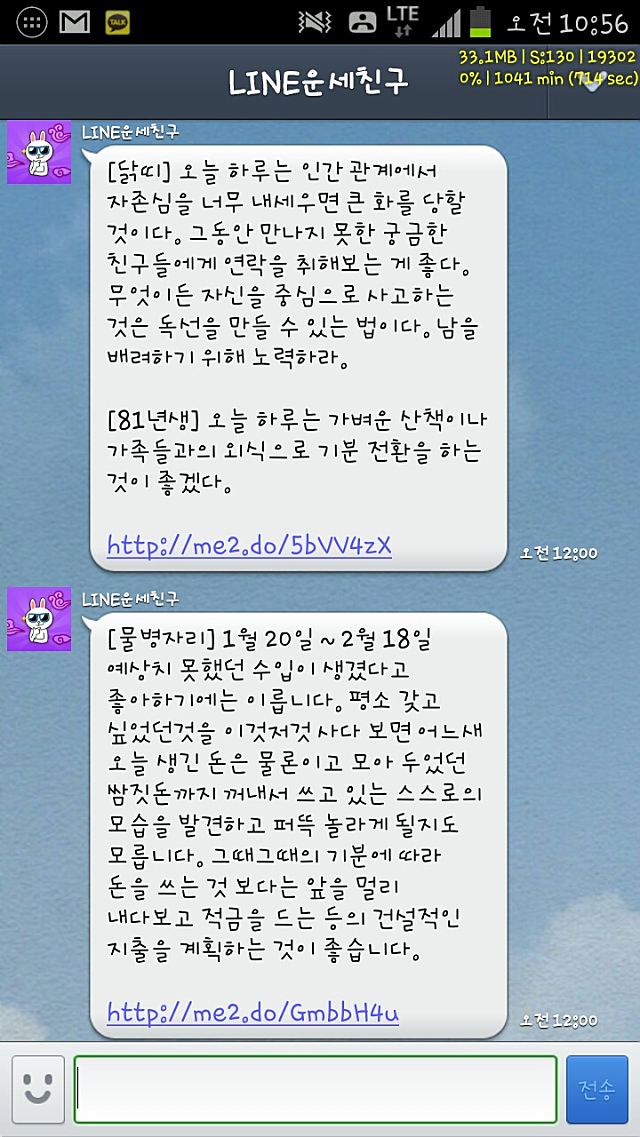 TALK
LTE
오전 10:56
33.1MB | S:130 | 19302
0% | 1041 min (714 sec)
LINE운세친구
LINE운세친구
[닭띠] 오늘 하루는 인간 관계에서
자존심을 너무 내세우면 큰 화를 당할
것이다. 그동안 만나지 못한 궁금한
친구들에게 연락을 취해보는 게 좋다.
무엇이든 자신을 중심으로 사고하는
것은 독선을 만들 수 있는 법이다. 남을
배려하기 위해 노력하라.
[81년생] 오늘 하루는 가벼운 산책이나
가족들과의 외식으로 기분 전환을 하는
것이 좋겠다.
http://me2.do/5bVV4zX
오전 12:00
LINE운세친구
[물병자리] 1월 20일 ~ 2월 18일
예상치 못했던 수입이 생겼다고
좋아하기에는 이릅니다. 평소 갖고
싶었던것을 이것저것 사다 보면 어느새
오늘 생긴 돈은 물론이고 모아 두었던
쌈짓돈까지 꺼내서 쓰고 있는 스스로의
모습을 발견하고 퍼뜩 놀라게 될지도
모릅니다. 그때그때의 기분에 따라
돈을 쓰는 것 보다는 앞을 멀리
내다보고 적금을 드는 등의 건설적인
지출을 계획하는 것이 좋습니다.
http://me2.do/GmbbH4u
오전 12:00
전송